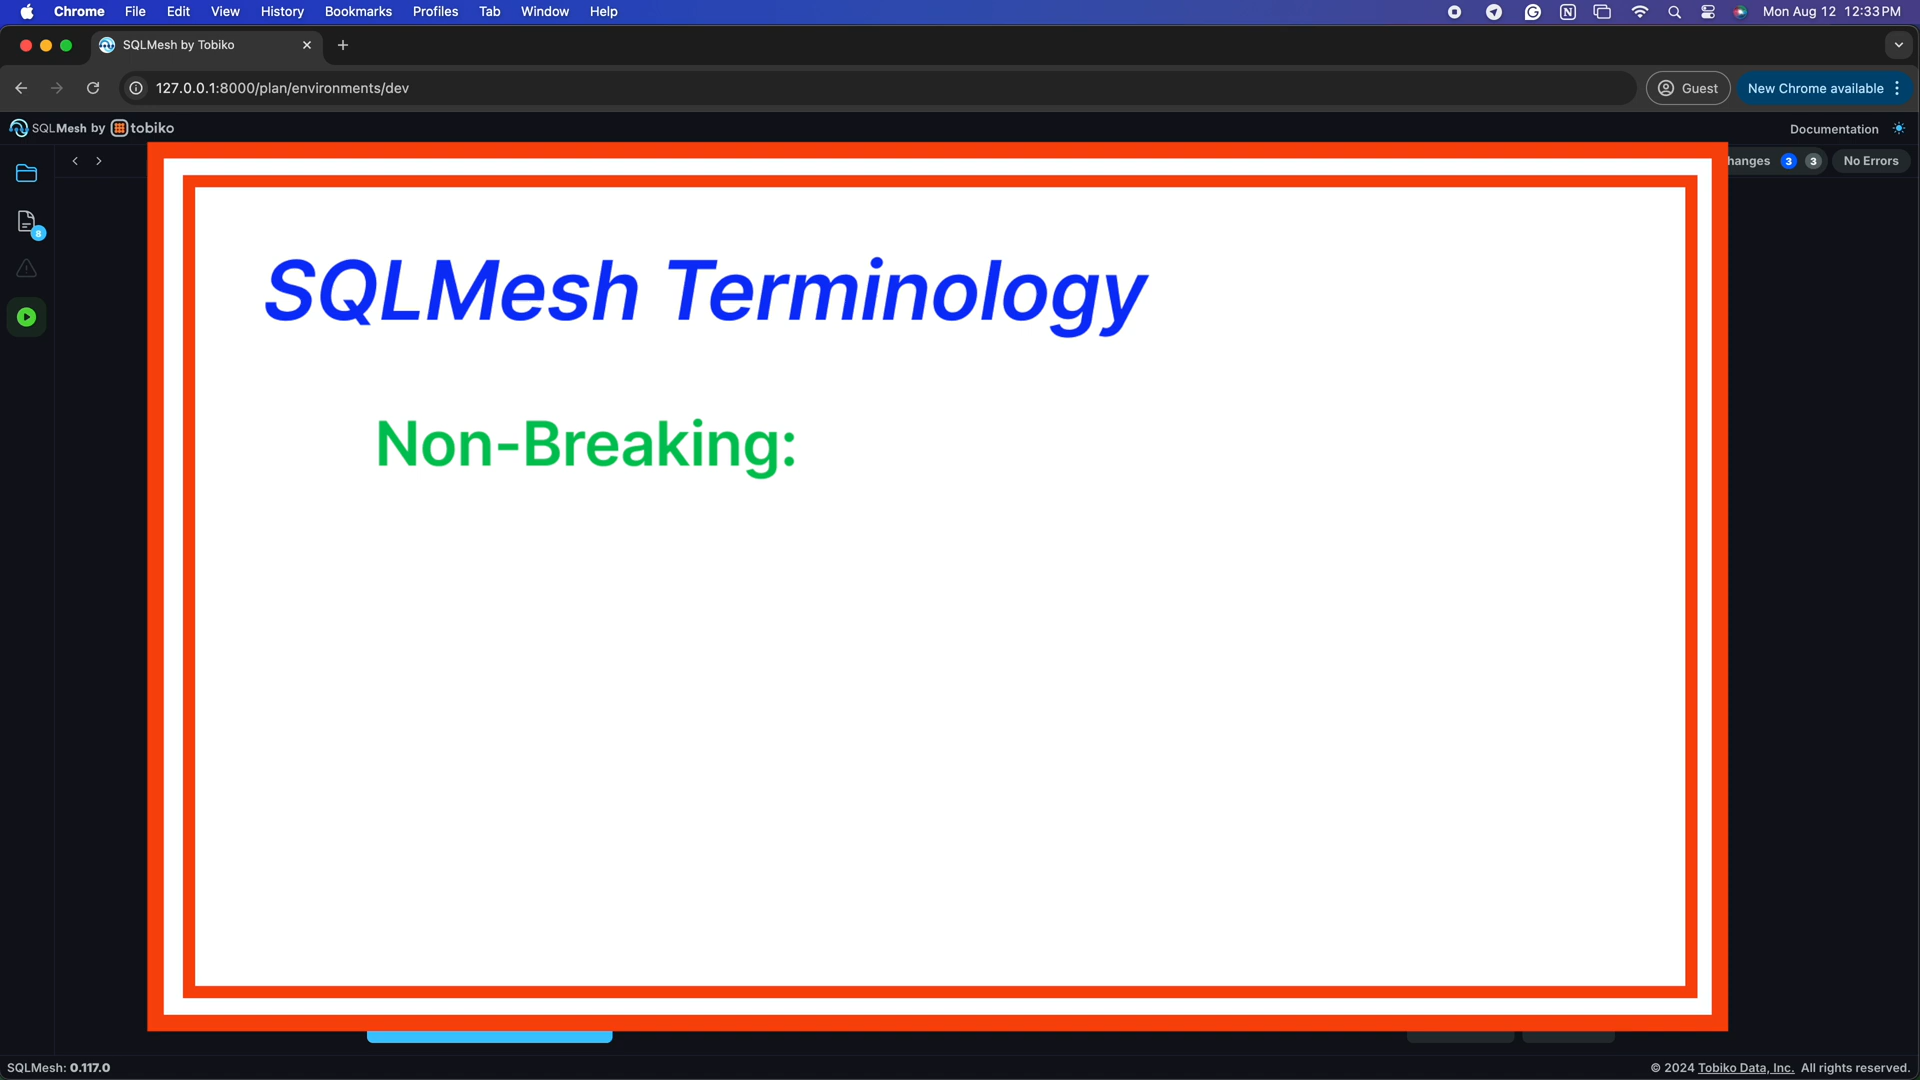 Chrome File Edit View History Bookmarks Profiles Tab Window Help Mon Aug 12 12:33 PM
SQLMesh by Tobiko
127.0.0.1:8000/plan/environments/dev Guest New Chrome available
SQLMesh by tobiko Documentation
hanges 3 3 No Errors
8
SQLMesh Terminology
Non-Breaking:
SQLMesh: 0.117.0 © 2024 Tobiko Data, Inc. All rights reserved.